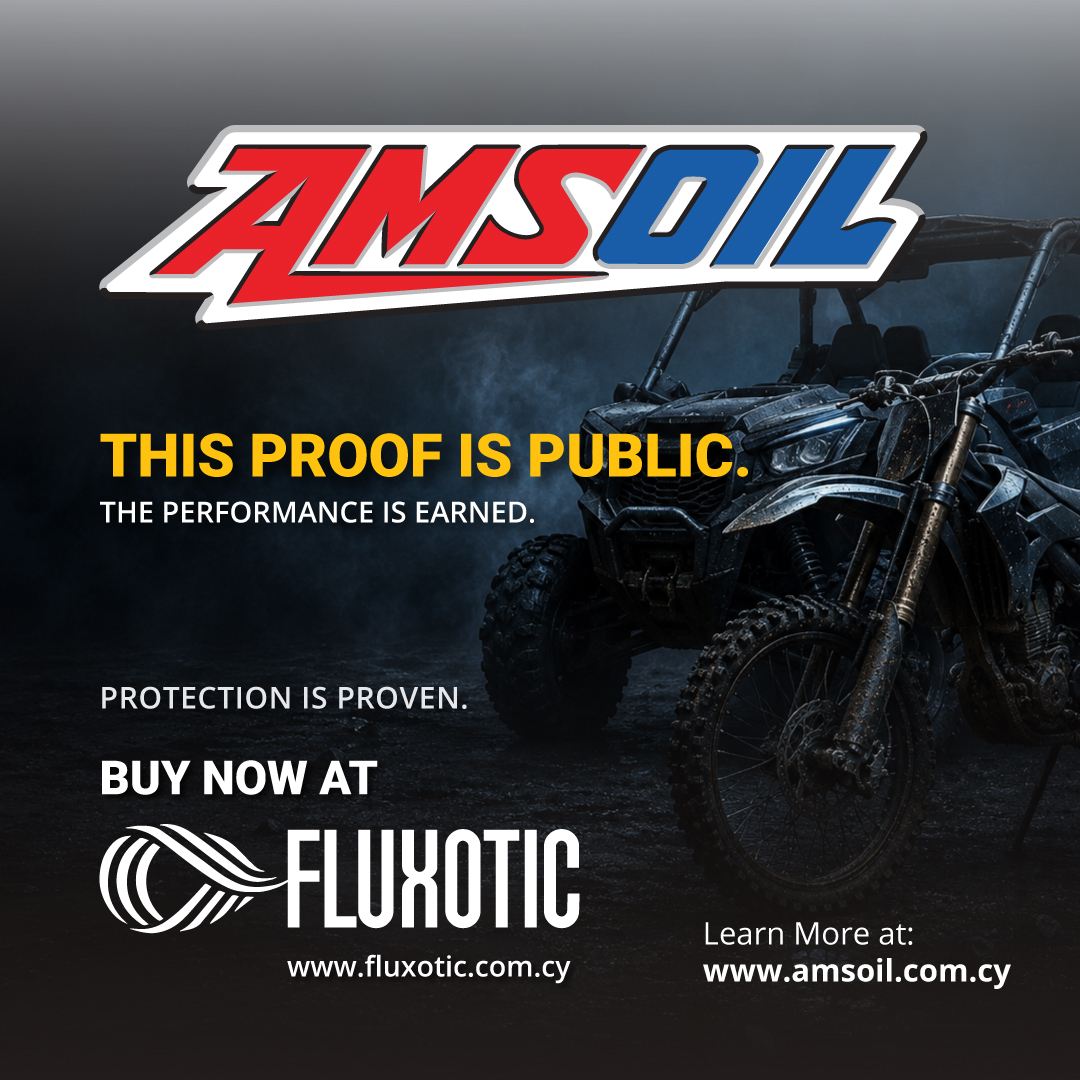 AMSOIL
THIS PROOF IS PUBLIC.
THE PERFORMANCE IS EARNED.
PROTECTION IS PROVEN.
BUY NOW AT
FLUXOTIC
www.fluxotic.com.cy
Learn More at:
www.amsoil.com.cy